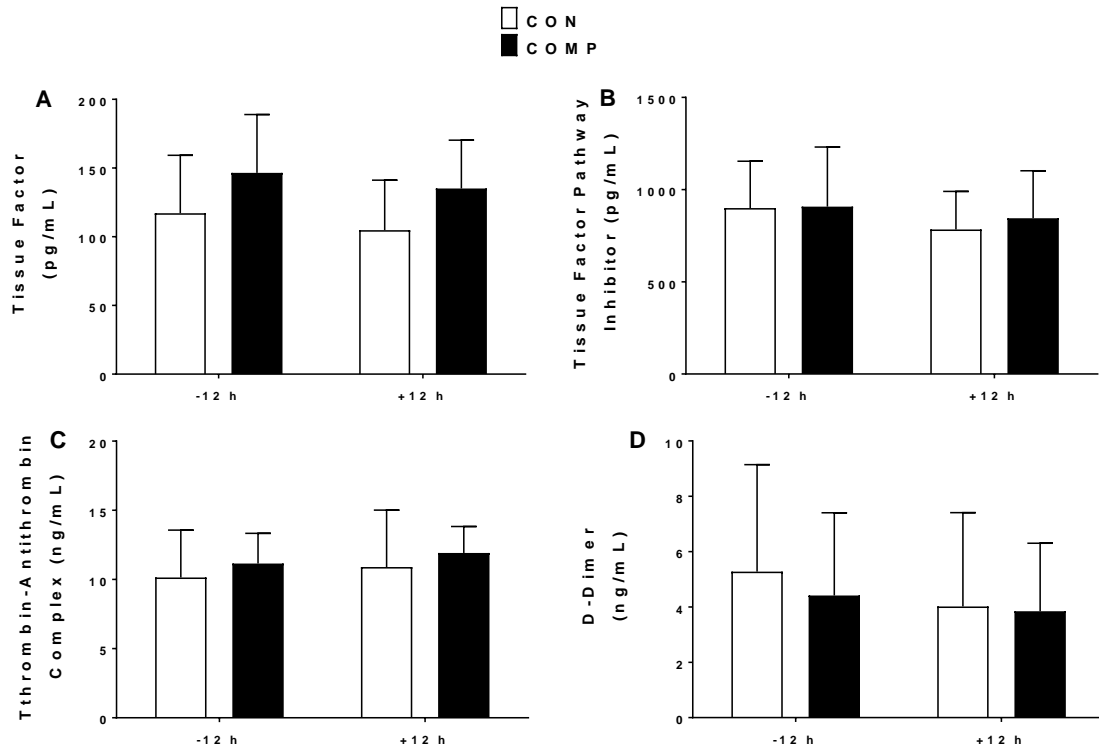 CON
COMP
A
Tissue Factor
(pg/mL)
200
150
100
50
0
-12 h
+12 h
B
Tissue Factor Pathway
Inhibitor (pg/mL)
1500
1000
500
0
-12 h
+12 h
C
Tthrombin-Antithrombin
Complex (ng/mL)
20
15
10
5
0
-12 h
+12 h
D
D-Dimer
(ng/mL)
10
8
6
4
2
0
-12 h
+12 h